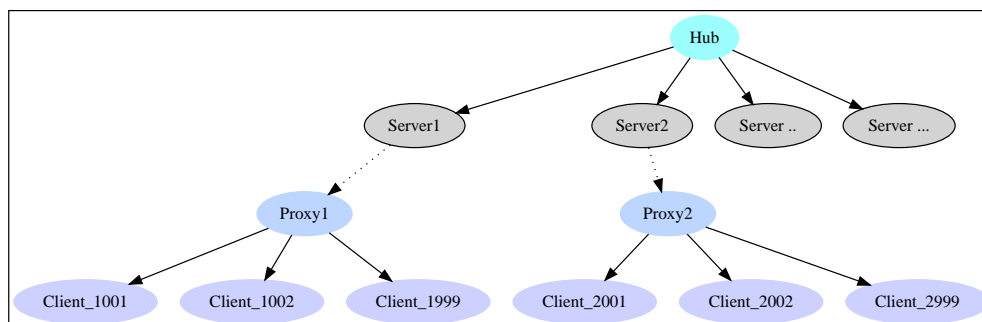 Hub
Server1
Server2
Server ..
Server ...
Proxy1
Proxy2
Client_1001
Client_1002
Client_1999
Client_2001
Client_2002
Client_2999